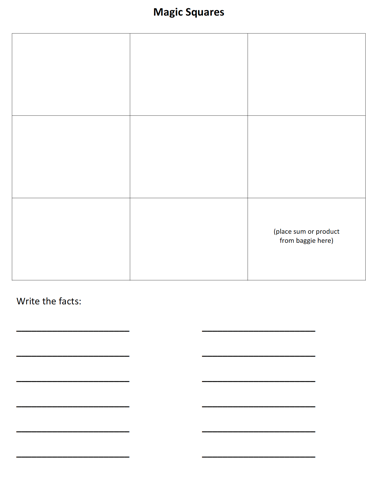 Magic Squares
(place sum or product
from baggie here)
Write the facts: